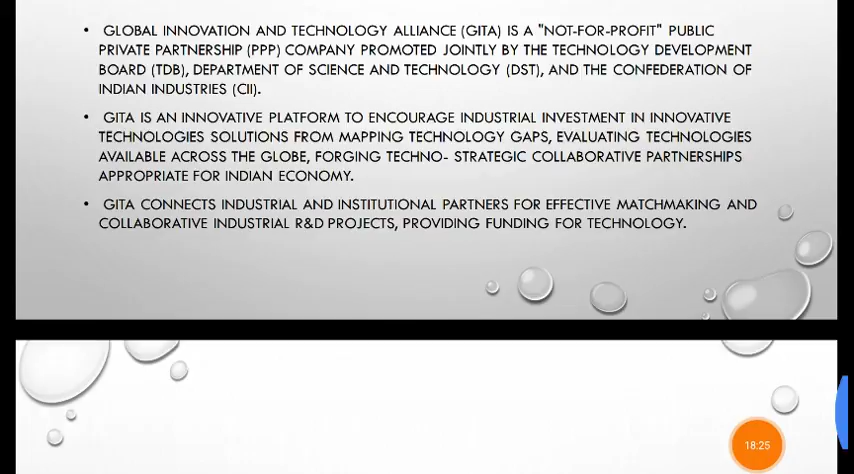 • GLOBAL INNOVATION AND TECHNOLOGY ALLIANCE (GITA) IS A "NOT-FOR-PROFIT" PUBLIC
PRIVATE PARTNERSHIP (PPP) COMPANY PROMOTED JOINTLY BY THE TECHNOLOGY DEVELOPMENT
BOARD (TDB), DEPARTMENT OF SCIENCE AND TECHNOLOGY (DST), AND THE CONFEDERATION OF
INDIAN INDUSTRIES (CII).
• GITA IS AN INNOVATIVE PLATFORM TO ENCOURAGE INDUSTRIAL INVESTMENT IN INNOVATIVE
TECHNOLOGIES SOLUTIONS FROM MAPPING TECHNOLOGY GAPS, EVALUATING TECHNOLOGIES
AVAILABLE ACROSS THE GLOBE, FORGING TECHNO- STRATEGIC COLLABORATIVE PARTNERSHIPS
APPROPRIATE FOR INDIAN ECONOMY.
• GITA CONNECTS INDUSTRIAL AND INSTITUTIONAL PARTNERS FOR EFFECTIVE MATCHMAKING AND
COLLABORATIVE INDUSTRIAL R&D PROJECTS, PROVIDING FUNDING FOR TECHNOLOGY.
18:25